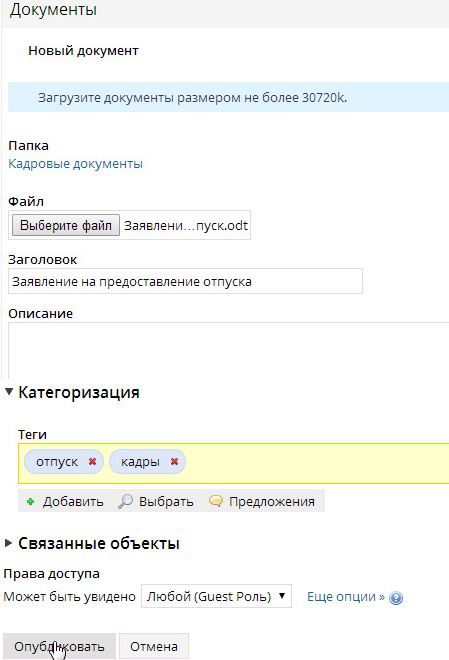 Документы
Новый документ
Загрузите документы размером не более 30720k.
Папка
Кадровые документы
Файл
Выберите файл Заявлени...пуск.odt
Заголовок
Заявление на предоставление отпуска
Описание
Категоризация
Теги
отпуск кадры
Добавить Выбрать Предложения
Связанные объекты
Права доступа
Может быть увидено Любой (Guest Роль) Еще опции »
Опубликовать Отмена